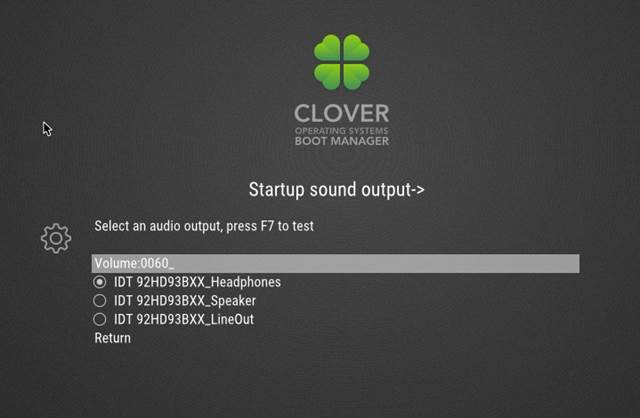 CLOVER
OPERATING SYSTEMS
BOOT MANAGER
Startup sound output->
Select an audio output, press F7 to test
Volume:0060_
IDT 92HD93BXX_Headphones
IDT 92HD93BXX_Speaker
IDT 92HD93BXX_LineOut
Return